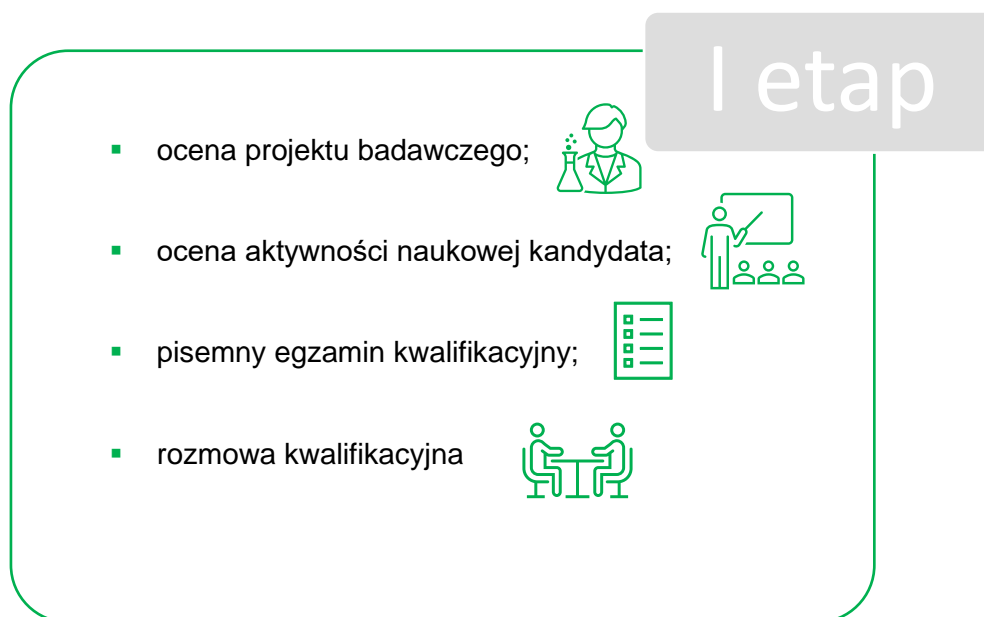 I etap
▪ ocena projektu badawczego;
▪ ocena aktywności naukowej kandydata;
▪ pisemny egzamin kwalifikacyjny;
▪ rozmowa kwalifikacyjna